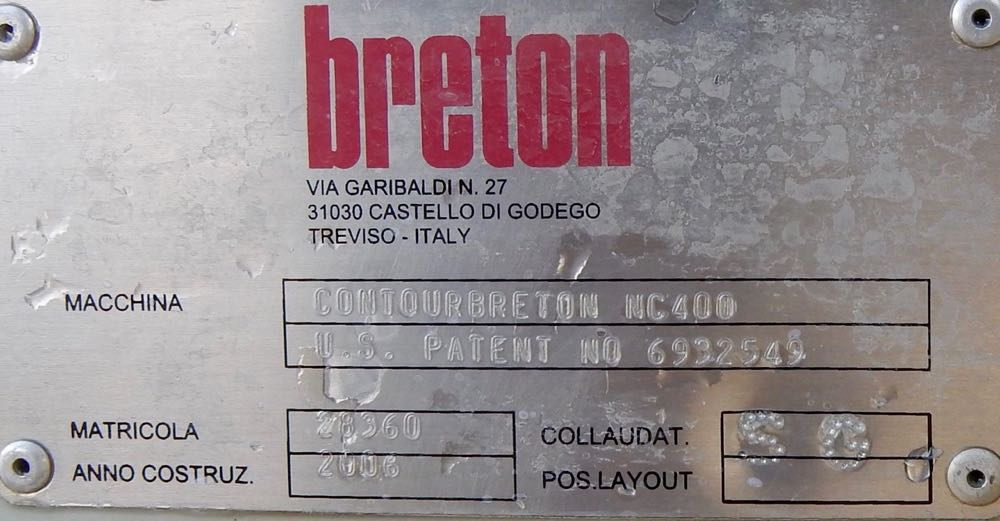 breton
VIA GARIBALDI N. 27
31030 CASTELLO DI GODEGO
TREVISO - ITALY
MACCHINA CONTOURBRETON NC400
U.S. PATENT NO 6932549
MATRICOLA 28360 COLLAUDAT. S G
ANNO COSTRUZ. 2006 POS.LAYOUT